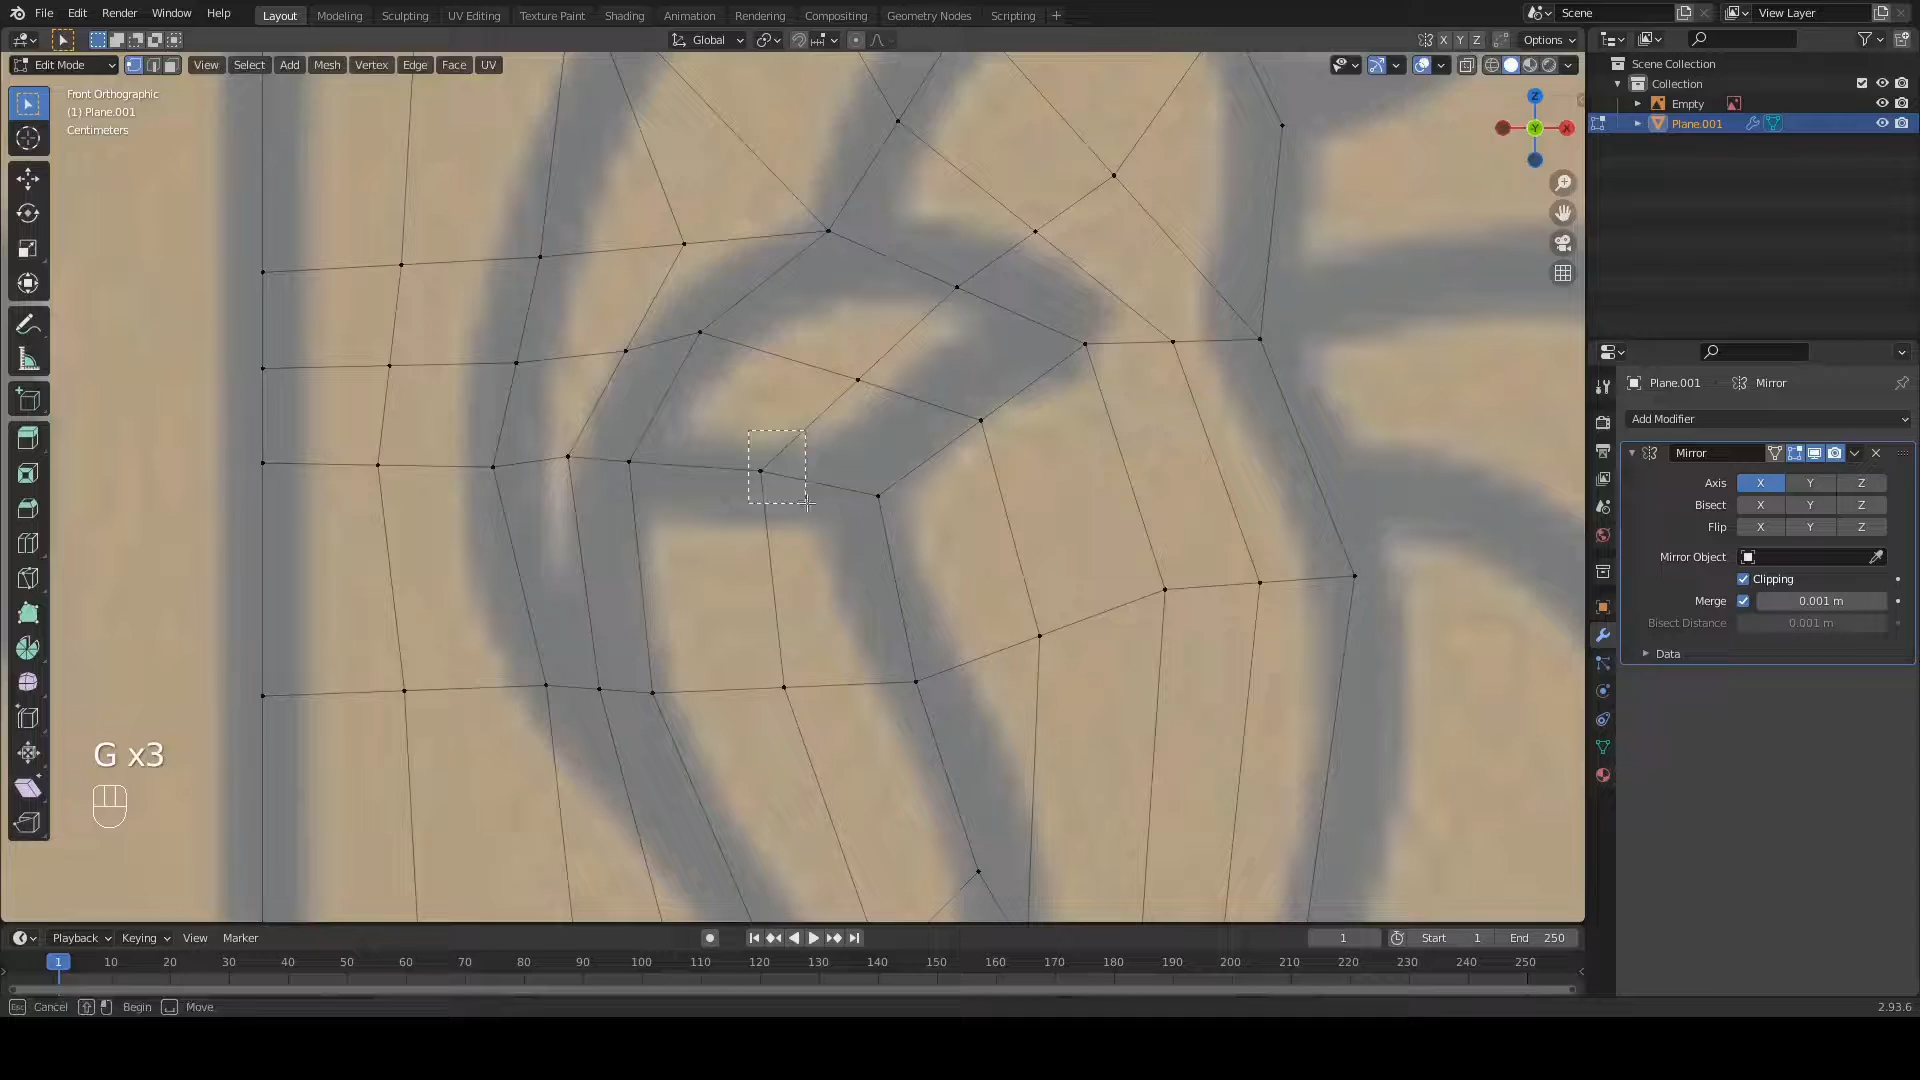 File Edit Render Window Help Layout Modeling Sculpting UV Editing Texture Paint Shading Animation Rendering Compositing Geometry Nodes Scripting + Scene View Layer
Global X Y Z Options
Edit Mode View Select Add Mesh Vertex Edge Face UV
Front Orthographic
(1) Plane.001
Centimeters
Z
Y
X
Scene Collection
Collection
Empty
Plane.001
Plane.001 Mirror
Add Modifier
Mirror
Axis X Y Z
Bisect X Y Z
Flip X Y Z
Mirror Object
Clipping
Merge 0.001 m
Bisect Distance 0.001 m
Data
G x3
Playback Keying View Marker 1 Start 1 End 250
1 10 20 30 40 50 60 70 80 90 100 110 120 130 140 150 160 170 180 190 200 210 220 230 240 250
Esc Cancel Begin Move 2.93.6